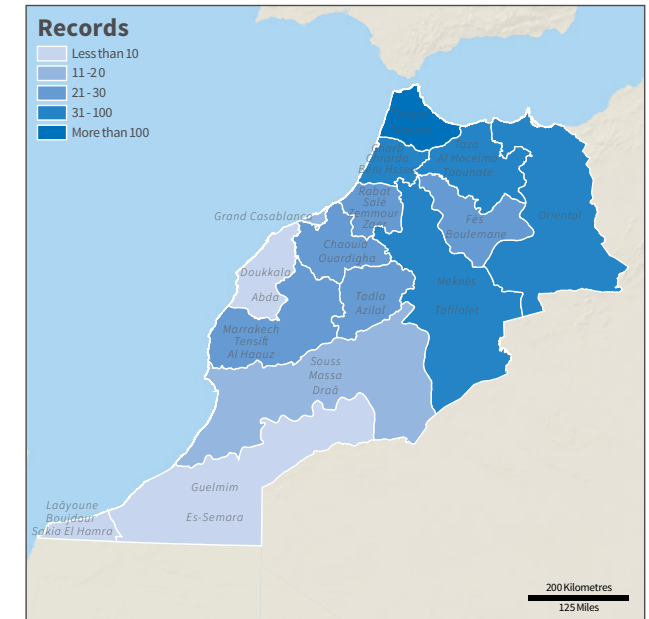 Records
Less than 10
11 - 20
21 - 30
31 - 100
More than 100
Taza
Al Hoceima
Taounate
Gharb
Chrarda
Béni Hssen
Rabat
Salé
Zemmour
Zaer
Grand Casablanca
Fès
Boulemane
Oriental
Chaouia
Ouardigha
Doukkala
Abda
Meknès
Tafilalet
Tadla
Azilal
Marrakech
Tensift
Al Haouz
Souss
Massa
Draâ
Guelmim
Es-Semara
Laâyoune
Boujdour
Sakia El Hamra
200 Kilometres
125 Miles